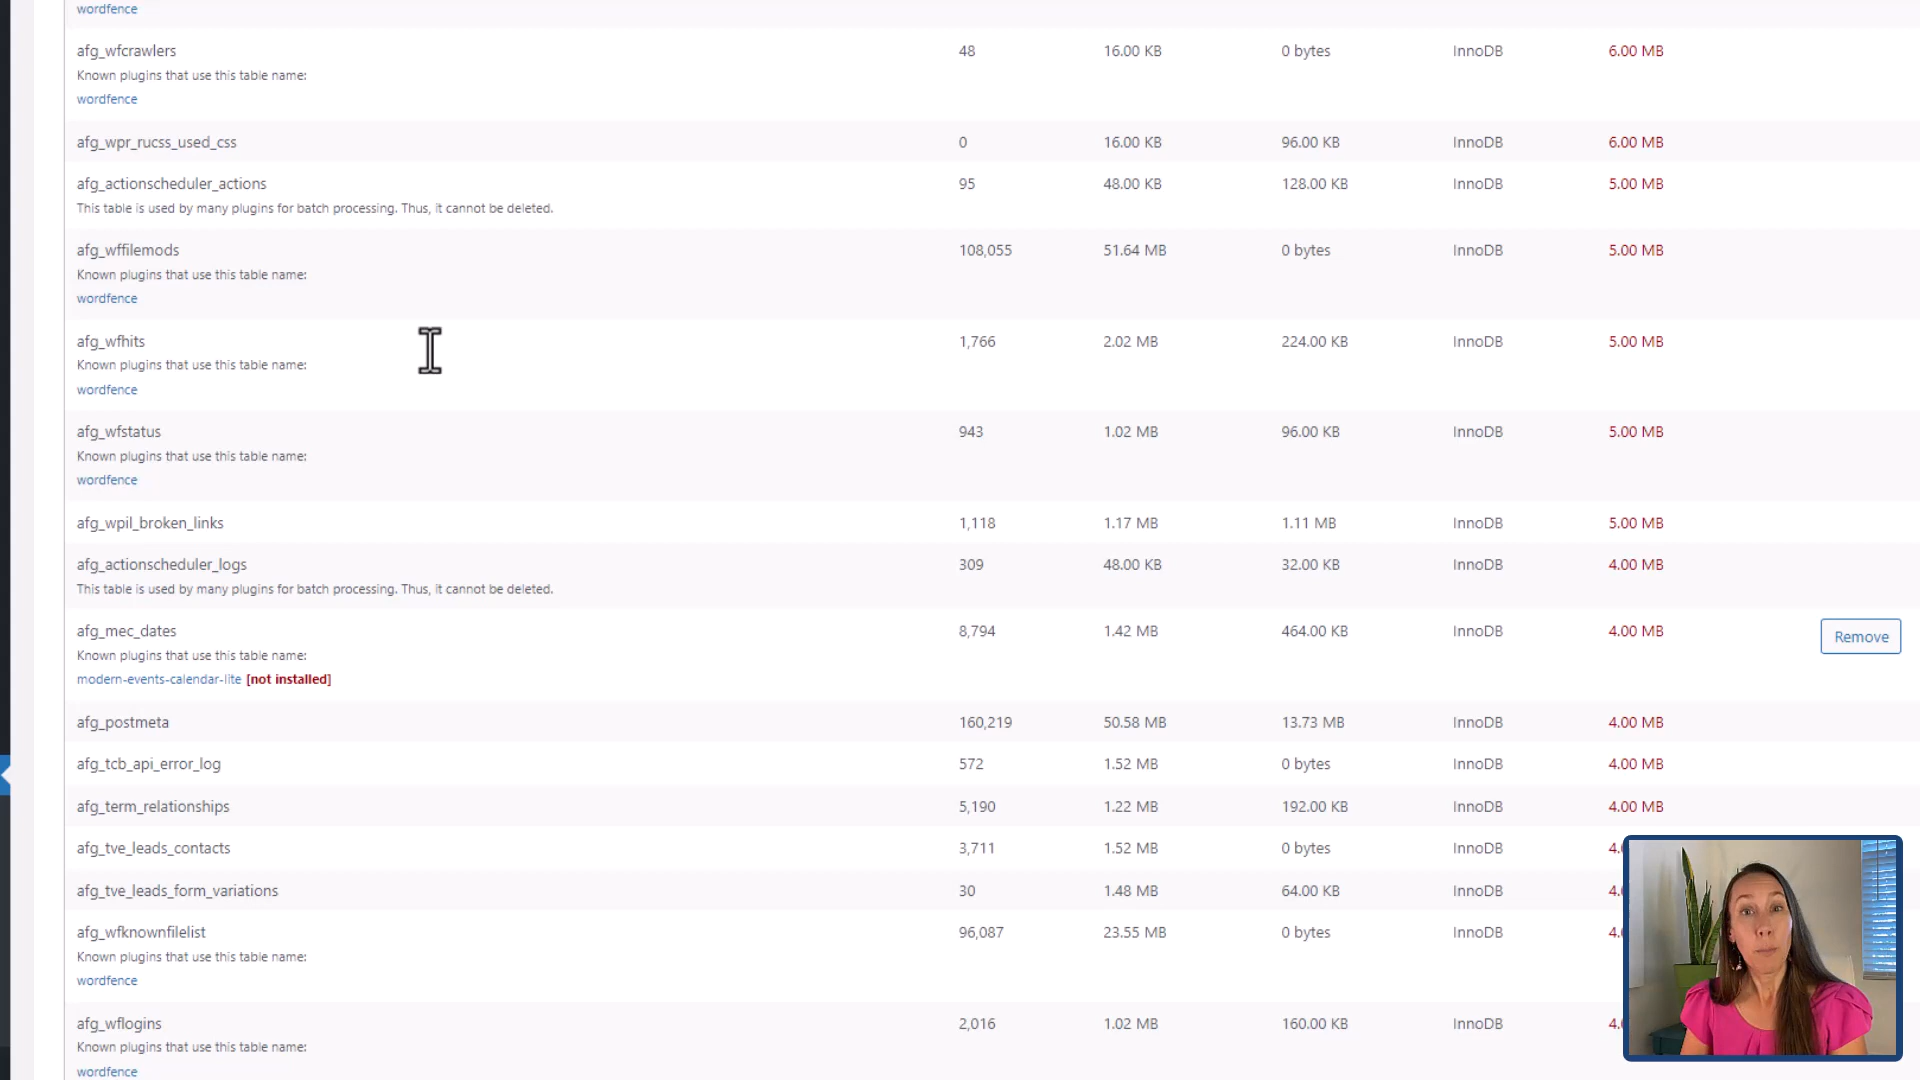 wordfence
afg_wfcrawlers 48 16.00 KB 0 bytes InnoDB 6.00 MB
Known plugins that use this table name:
wordfence
afg_wpr_rucss_used_css 0 16.00 KB 96.00 KB InnoDB 6.00 MB
afg_actionscheduler_actions 95 48.00 KB 128.00 KB InnoDB 5.00 MB
This table is used by many plugins for batch processing. Thus, it cannot be deleted.
afg_wffilemods 108,055 51.64 MB 0 bytes InnoDB 5.00 MB
Known plugins that use this table name:
wordfence
afg_wfhits 1,766 2.02 MB 224.00 KB InnoDB 5.00 MB
Known plugins that use this table name:
wordfence
afg_wfstatus 943 1.02 MB 96.00 KB InnoDB 5.00 MB
Known plugins that use this table name:
wordfence
afg_wpil_broken_links 1,118 1.17 MB 1.11 MB InnoDB 5.00 MB
afg_actionscheduler_logs 309 48.00 KB 32.00 KB InnoDB 4.00 MB
This table is used by many plugins for batch processing. Thus, it cannot be deleted.
afg_mec_dates 8,794 1.42 MB 464.00 KB InnoDB 4.00 MB Remove
Known plugins that use this table name:
modern-events-calendar-lite [not installed]
afg_postmeta 160,219 50.58 MB 13.73 MB InnoDB 4.00 MB
afg_tcb_api_error_log 572 1.52 MB 0 bytes InnoDB 4.00 MB
afg_term_relationships 5,190 1.22 MB 192.00 KB InnoDB 4.00 MB
afg_tve_leads_contacts 3,711 1.52 MB 0 bytes InnoDB 4.
afg_tve_leads_form_variations 30 1.48 MB 64.00 KB InnoDB 4.
afg_wfknownfilelist 96,087 23.55 MB 0 bytes InnoDB 4.
Known plugins that use this table name:
wordfence
afg_wflogins 2,016 1.02 MB 160.00 KB InnoDB 4.
Known plugins that use this table name:
wordfence